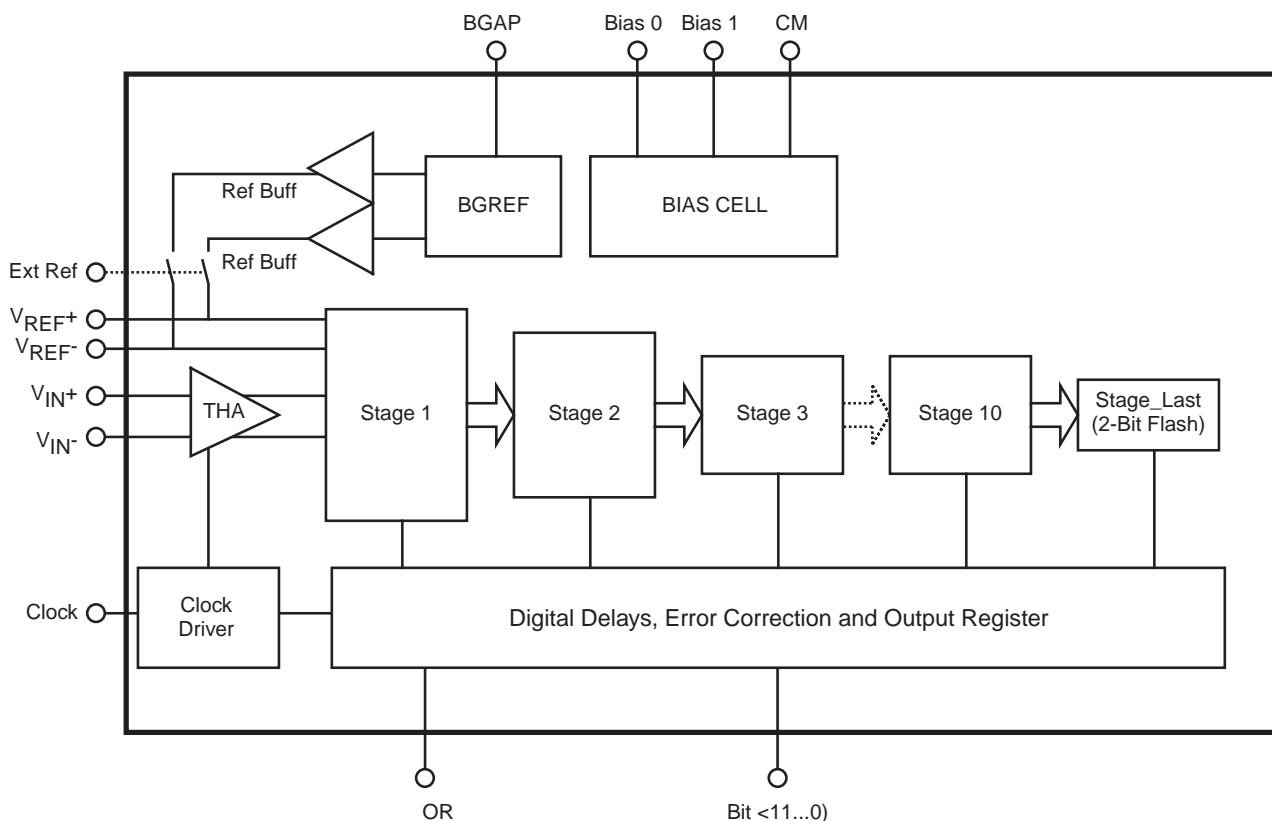 BGAP
Bias 0
Bias 1
CM
Ref Buff
BGREF
BIAS CELL
Ref Buff
Ext Ref
VREF+
VREF-
VIN+
VIN-
THA
Stage 1
Stage 2
Stage 3
Stage 10
Stage_Last
(2-Bit Flash)
Clock
Clock
Driver
Digital Delays, Error Correction and Output Register
OR
Bit <11...0)